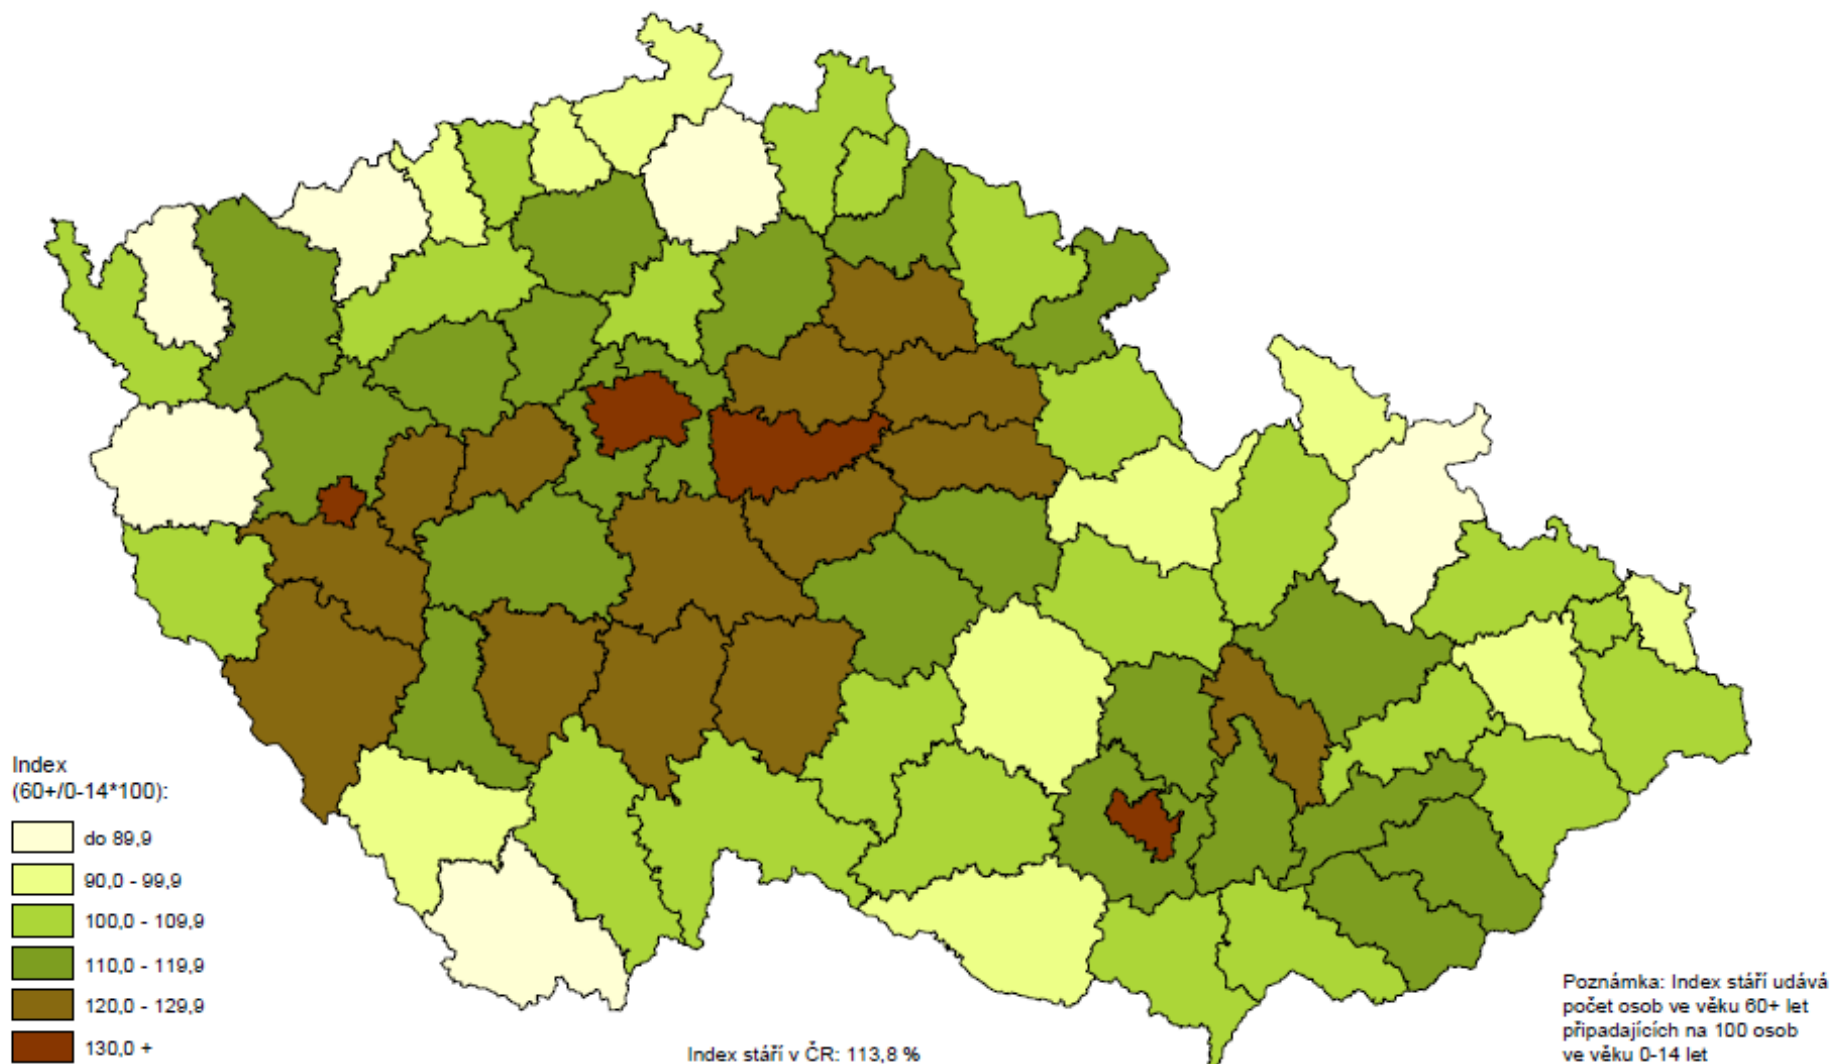 Index
(60+/0-14*100):
do 89,9
90,0 - 99,9
100,0 - 109,9
110,0 - 119,9
120,0 - 129,9
130,0 +
Index stáří v ČR: 113,8 %
Poznámka: Index stáří udává
počet osob ve věku 60+ let
připadajících na 100 osob
ve věku 0-14 let